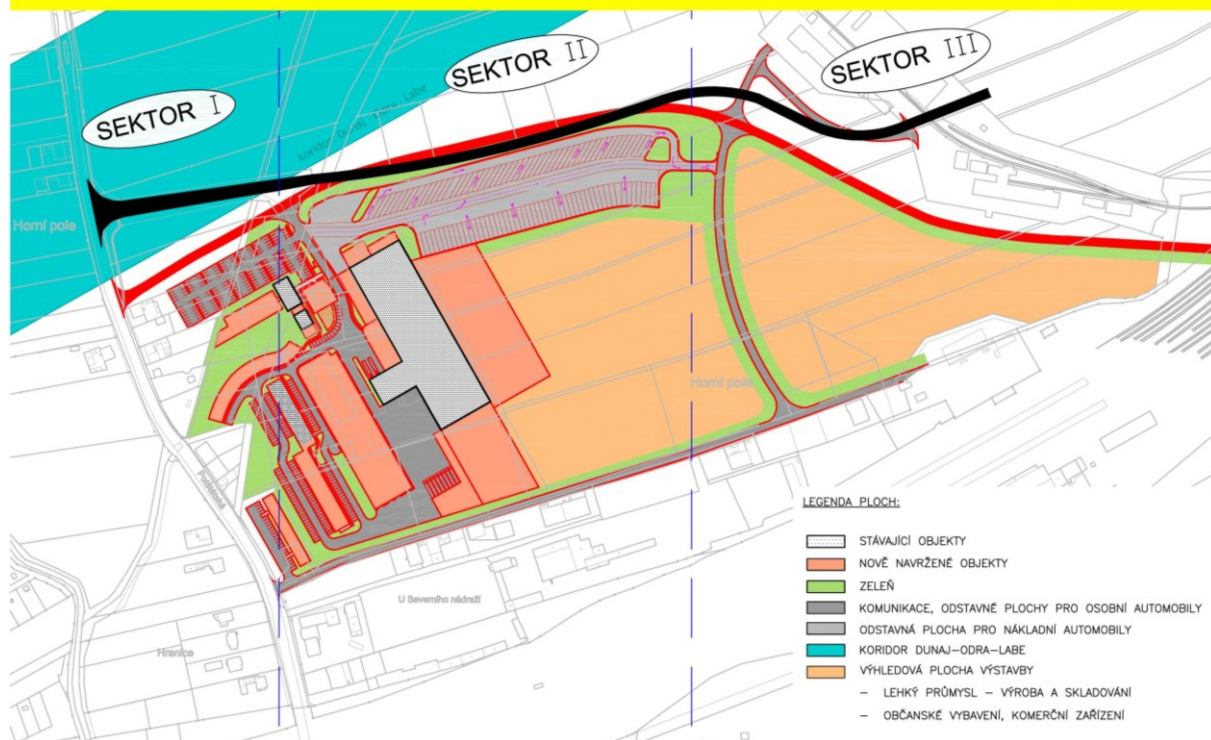 SEKTOR I
SEKTOR II
SEKTOR III
koridor Dunaj - Odra - Labe
Horní pole
Horní pole
U Severního nádraží
Hranice
LEGENDA PLOCH:
STÁVAJÍCÍ OBJEKTY
NOVĚ NAVRŽENÉ OBJEKTY
ZELEŇ
KOMUNIKACE, ODSTAVNÉ PLOCHY PRO OSOBNÍ AUTOMOBILY
ODSTAVNÁ PLOCHA PRO NÁKLADNÍ AUTOMOBILY
KORIDOR DUNAJ-ODRA-LABE
VÝHLEDOVÁ PLOCHA VÝSTAVBY
- LEHKÝ PRŮMYSL - VÝROBA A SKLADOVÁNÍ
- OBČANSKÉ VYBAVENÍ, KOMERČNÍ ZAŘÍZENÍ